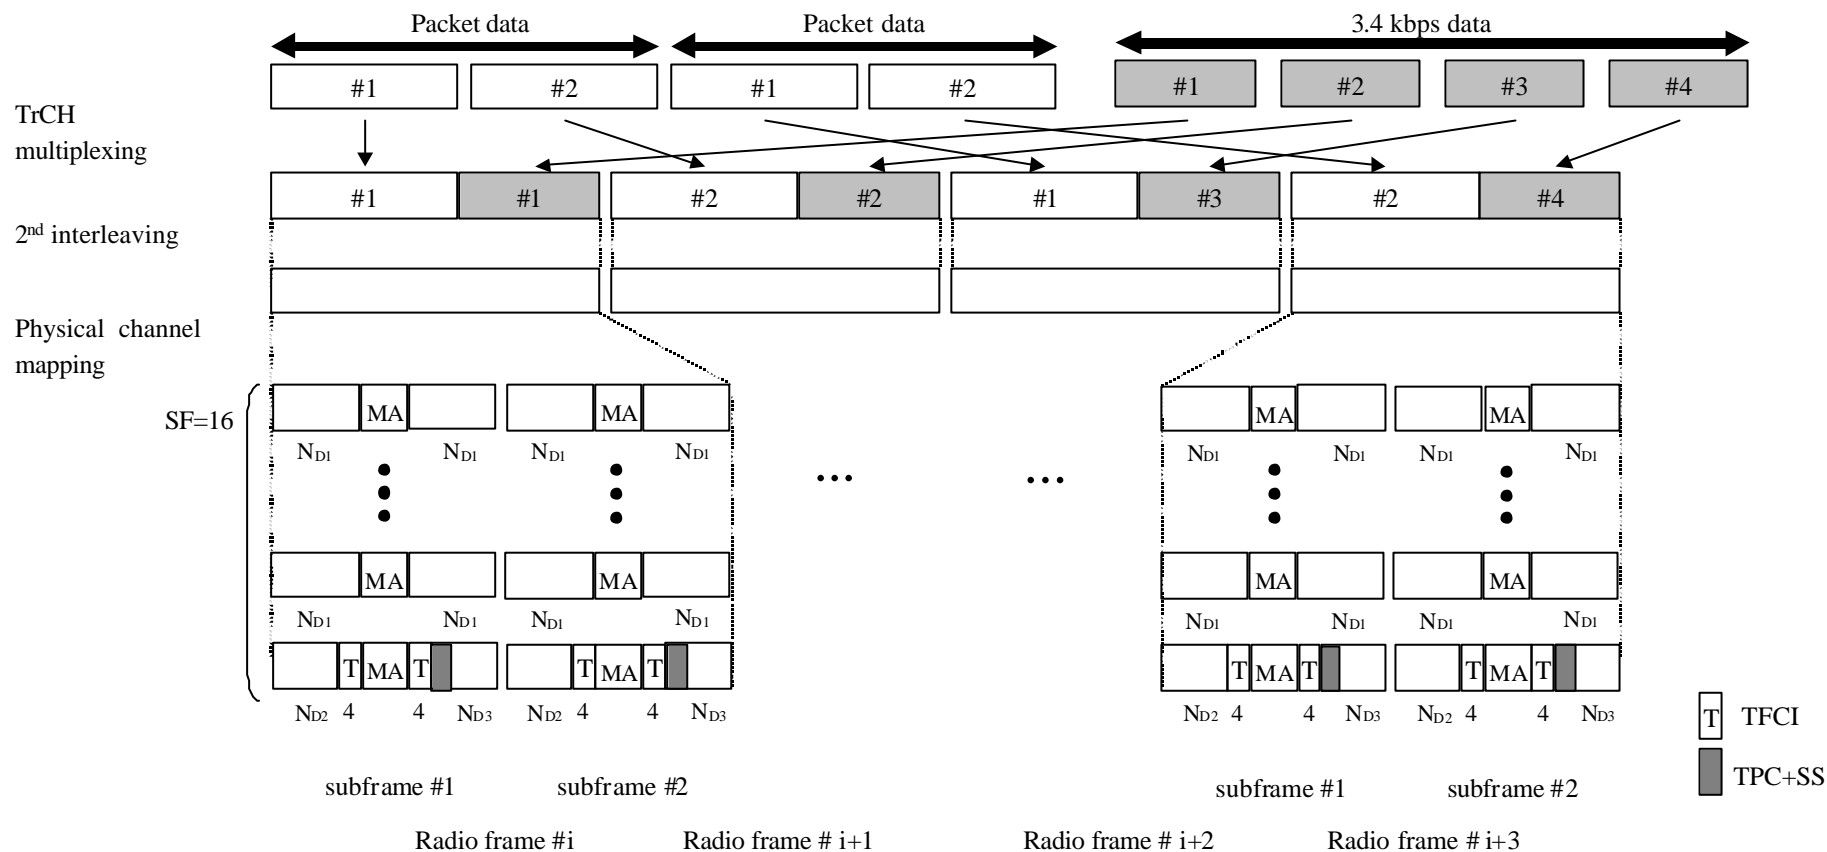 Packet data Packet data 3.4 kbps data
#1 #2 #1 #2 #1 #2 #3 #4
TrCH
multiplexing
#1 #1 #2 #2 #1 #3 #2 #4
2nd interleaving
Physical channel
mapping
SF=16
MA MA MA MA
ND1 ND1 ND1 ND1 ND1 ND1 ND1 ND1
... ...
MA MA MA MA
ND1 ND1 ND1 ND1 ND1 ND1 ND1 ND1
T MA T T MA T T MA T T MA T
ND2 4 4 ND3 ND2 4 4 ND3 ND2 4 4 ND3 ND2 4 4 ND3
T TFCI
TPC+SS
subframe #1 subframe #2 subframe #1 subframe #2
Radio frame #i Radio frame # i+1 Radio frame # i+2 Radio frame # i+3